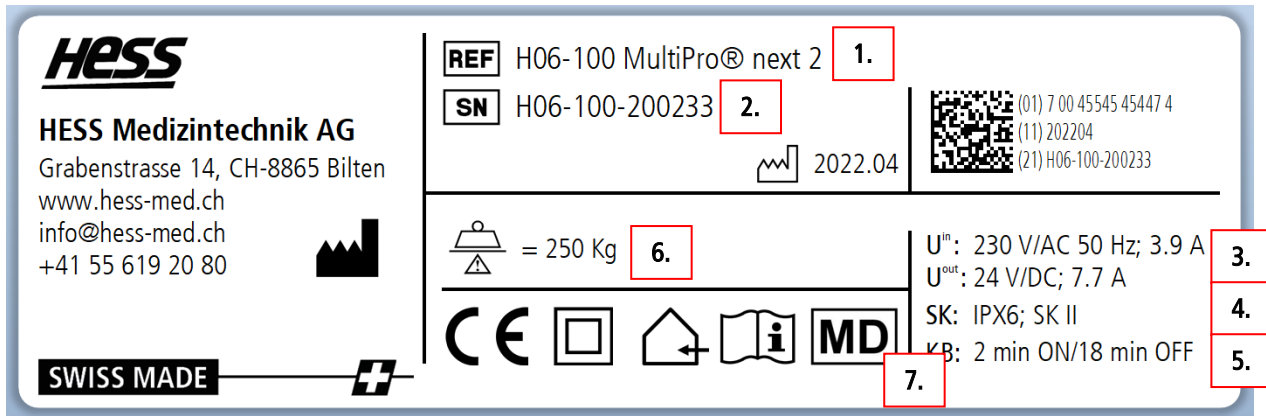 Hess
HESS Medizintechnik AG
Grabenstrasse 14, CH-8865 Bilten
www.hess-med.ch
info@hess-med.ch
+41 55 619 20 80
SWISS MADE
REF H06-100 MultiPro® next 2 1.
SN H06-100-200233 2.
2022.04
(01) 7 00 45545 45447 4
(11) 202204
(21) H06-100-200233
= 250 Kg 6.
CE i MD 7.
Uin: 230 V/AC 50 Hz; 3.9 A 3.
Uout: 24 V/DC; 7.7 A
SK: IPX6; SK II 4.
KB: 2 min ON/18 min OFF 5.